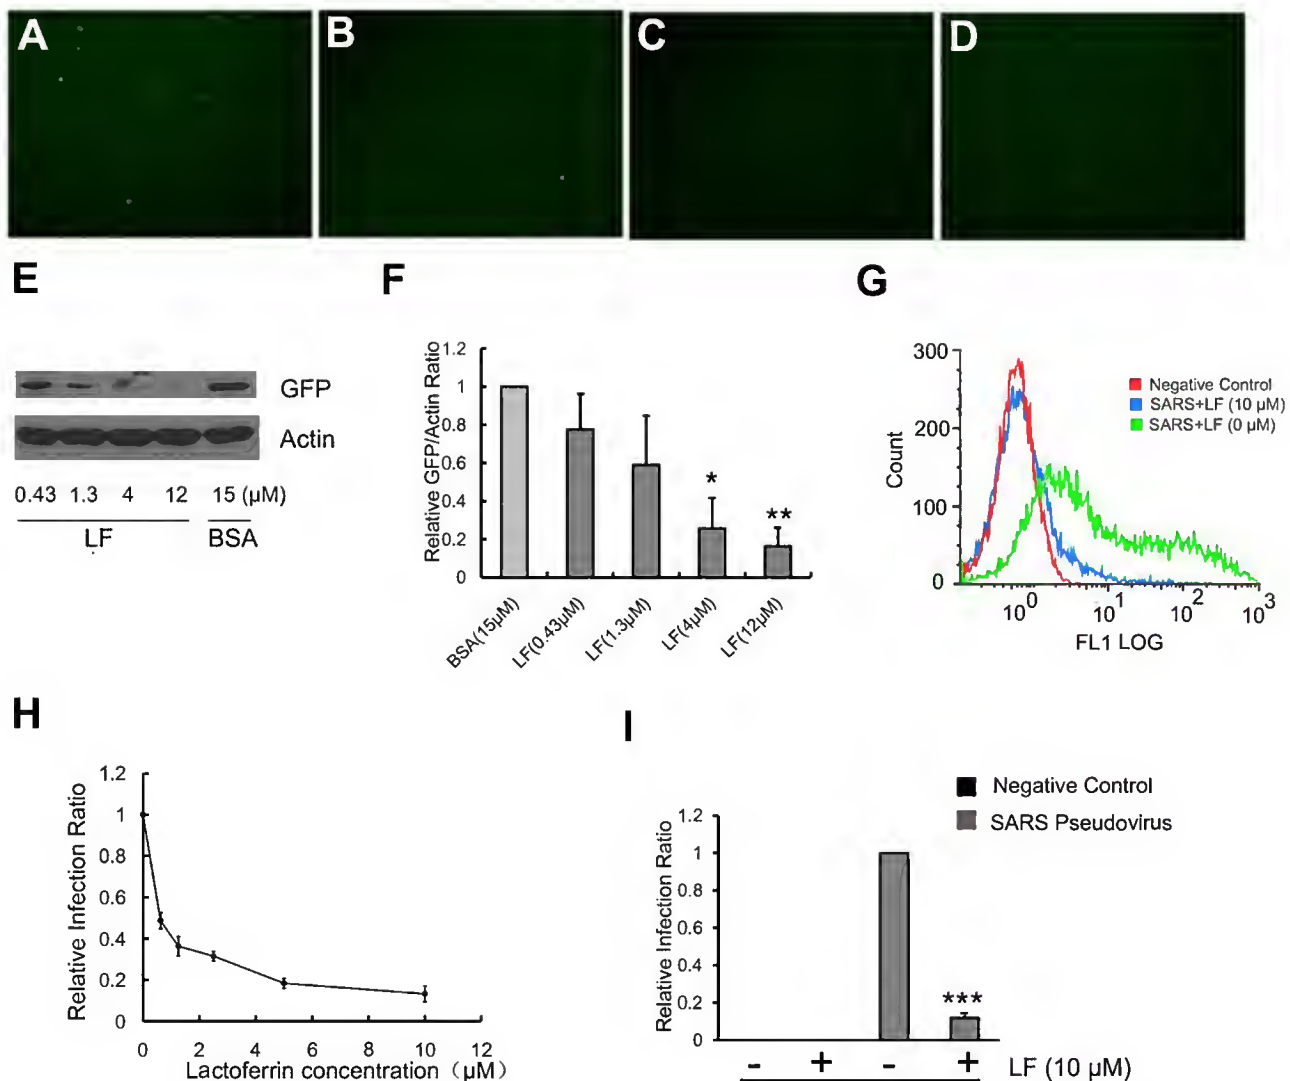 A B C D
E F G
GFP
Actin
0.43 1.3 4 12 15 (μM)
LF BSA
Relative GFP/Actin Ratio
1.2
1
0.8
0.6
0.4
0.2
0
*
**
BSA(15μM) LF(0.43μM) LF(1.3μM) LF(4μM) LF(12μM)
Count
300
200
100
0
10^0 10^1 10^2 10^3
FL1 LOG
Negative Control
SARS+LF (10 μM)
SARS+LF (0 μM)
H
Relative Infection Ratio
1.2
1
0.8
0.6
0.4
0.2
0
0 2 4 6 8 10 12
Lactoferrin concentration (μM)
I
Negative Control
SARS Pseudovirus
Relative Infection Ratio
1.2
1
0.8
0.6
0.4
0.2
0
***
- + - + LF (10 μM)